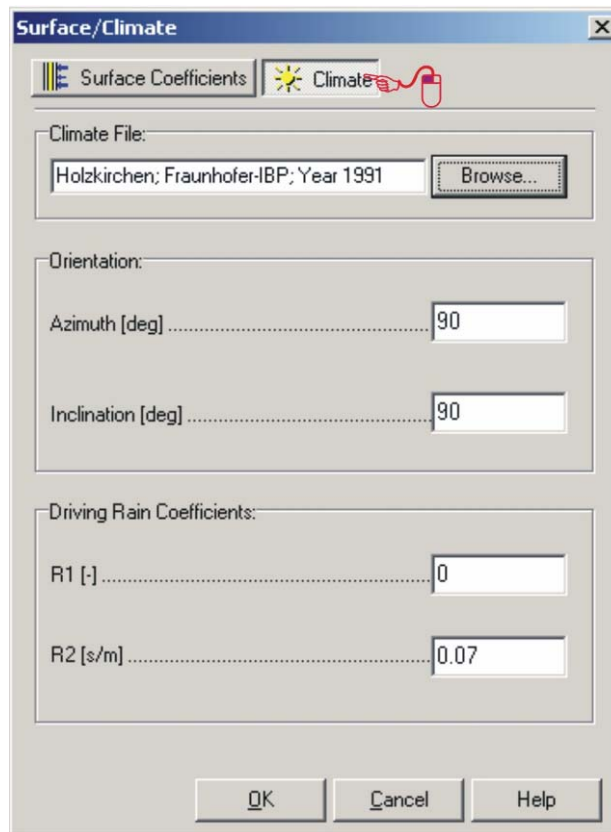 Surface/Climate
Surface Coefficients
Climate
Climate File:
Holzkirchen; Fraunhofer-IBP; Year 1991
Browse...
Orientation:
Azimuth [deg] 90
Inclination [deg] 90
Driving Rain Coefficients:
R1 [-] 0
R2 [s/m] 0.07
OK
Cancel
Help